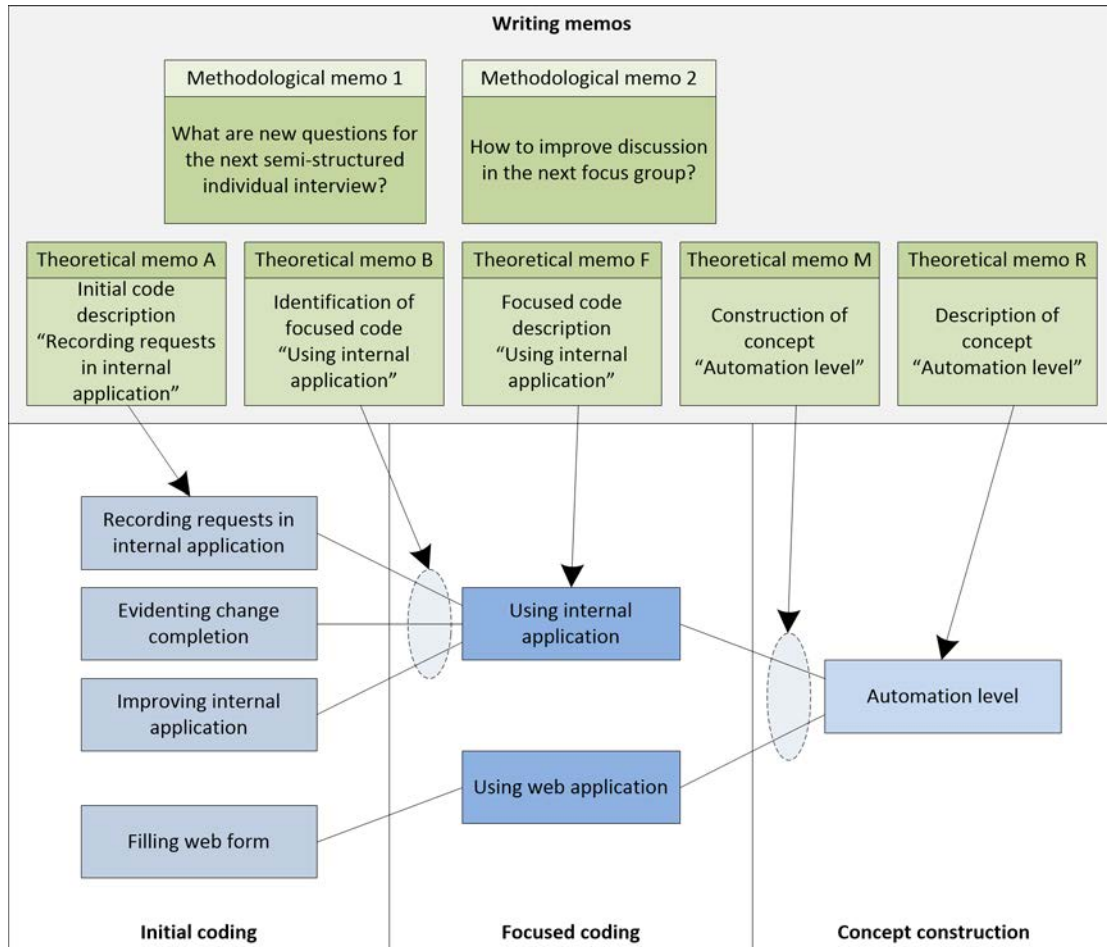 Writing memos
Methodological memo 1
What are new questions for
the next semi-structured
individual interview?
Methodological memo 2
How to improve discussion
in the next focus group?
Theoretical memo A
Initial code
description
“Recording requests
in internal
application”
Theoretical memo B
Identification of
focused code
“Using internal
application”
Theoretical memo F
Focused code
description
“Using internal
application”
Theoretical memo M
Construction of
concept
“Automation level”
Theoretical memo R
Description of
concept
“Automation level”
Recording requests in
internal application
Evidenting change
completion
Improving internal
application
Filling web form
Using internal
application
Using web application
Automation level
Initial coding
Focused coding
Concept construction